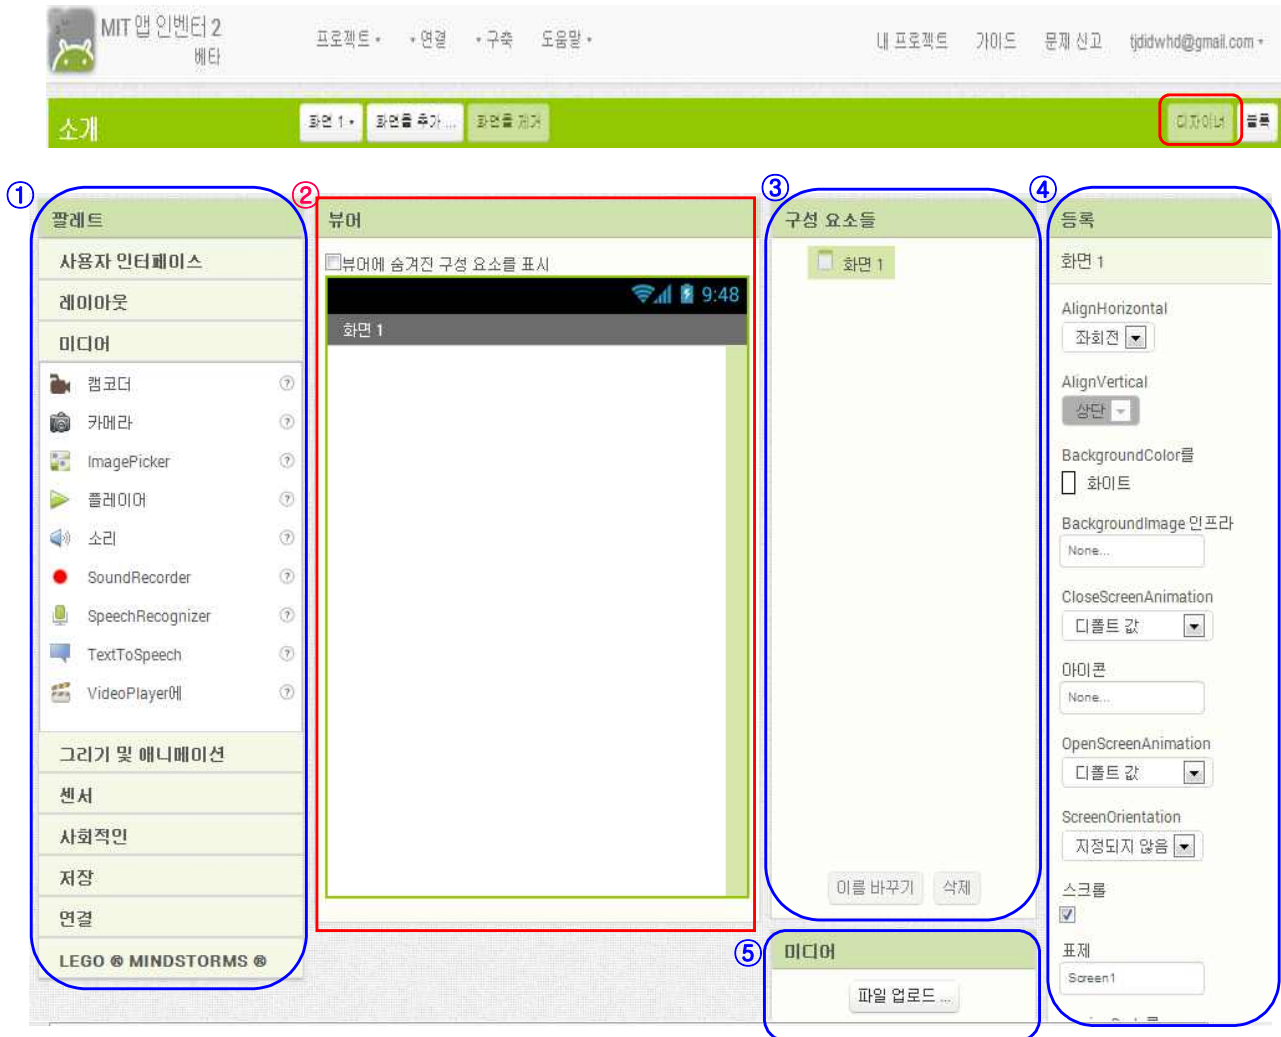 MIT 앱 인벤터 2
베타
프로젝트 연결 구축 도움말
내 프로젝트 가이드 문제 신고 tjdidwhd@gmail.com
소개
화면 1 화면을 추가 ... 화면을 제거
디자이너 블록
① ② ③ ④
팔레트
사용자 인터페이스
레이아웃
미디어
캠코더
카메라
ImagePicker
플레이어
소리
SoundRecorder
SpeechRecognizer
TextToSpeech
VideoPlayer에
그리기 및 애니메이션
센서
사회적인
저장
연결
LEGO ® MINDSTORMS ®
뷰어
뷰어에 숨겨진 구성 요소를 표시
9:48
화면 1
구성 요소들
화면 1
이름 바꾸기 삭제
⑤
미디어
파일 업로드 ...
등록
화면 1
AlignHorizontal
좌회전
AlignVertical
상단
BackgroundColor를
화이트
BackgroundImage 인프라
None...
CloseScreenAnimation
디폴트 값
아이콘
None...
OpenScreenAnimation
디폴트 값
ScreenOrientation
지정되지 않음
스크롤
표제
Screen1